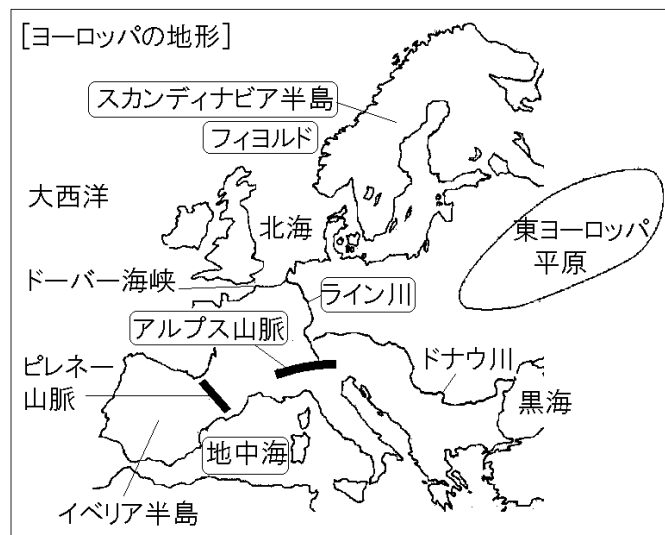 [ヨーロッパの地形]
スカンディナビア半島
フィヨルド
大西洋
北海
東ヨーロッパ
平原
ドーバー海峡
ライン川
アルプス山脈
ピレネー
山脈
ドナウ川
黒海
地中海
イベリア半島